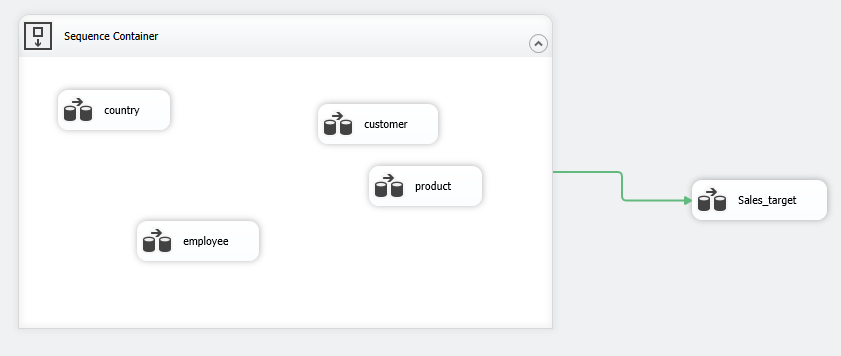 Sequence Container
country
customer
product
Sales_target
employee